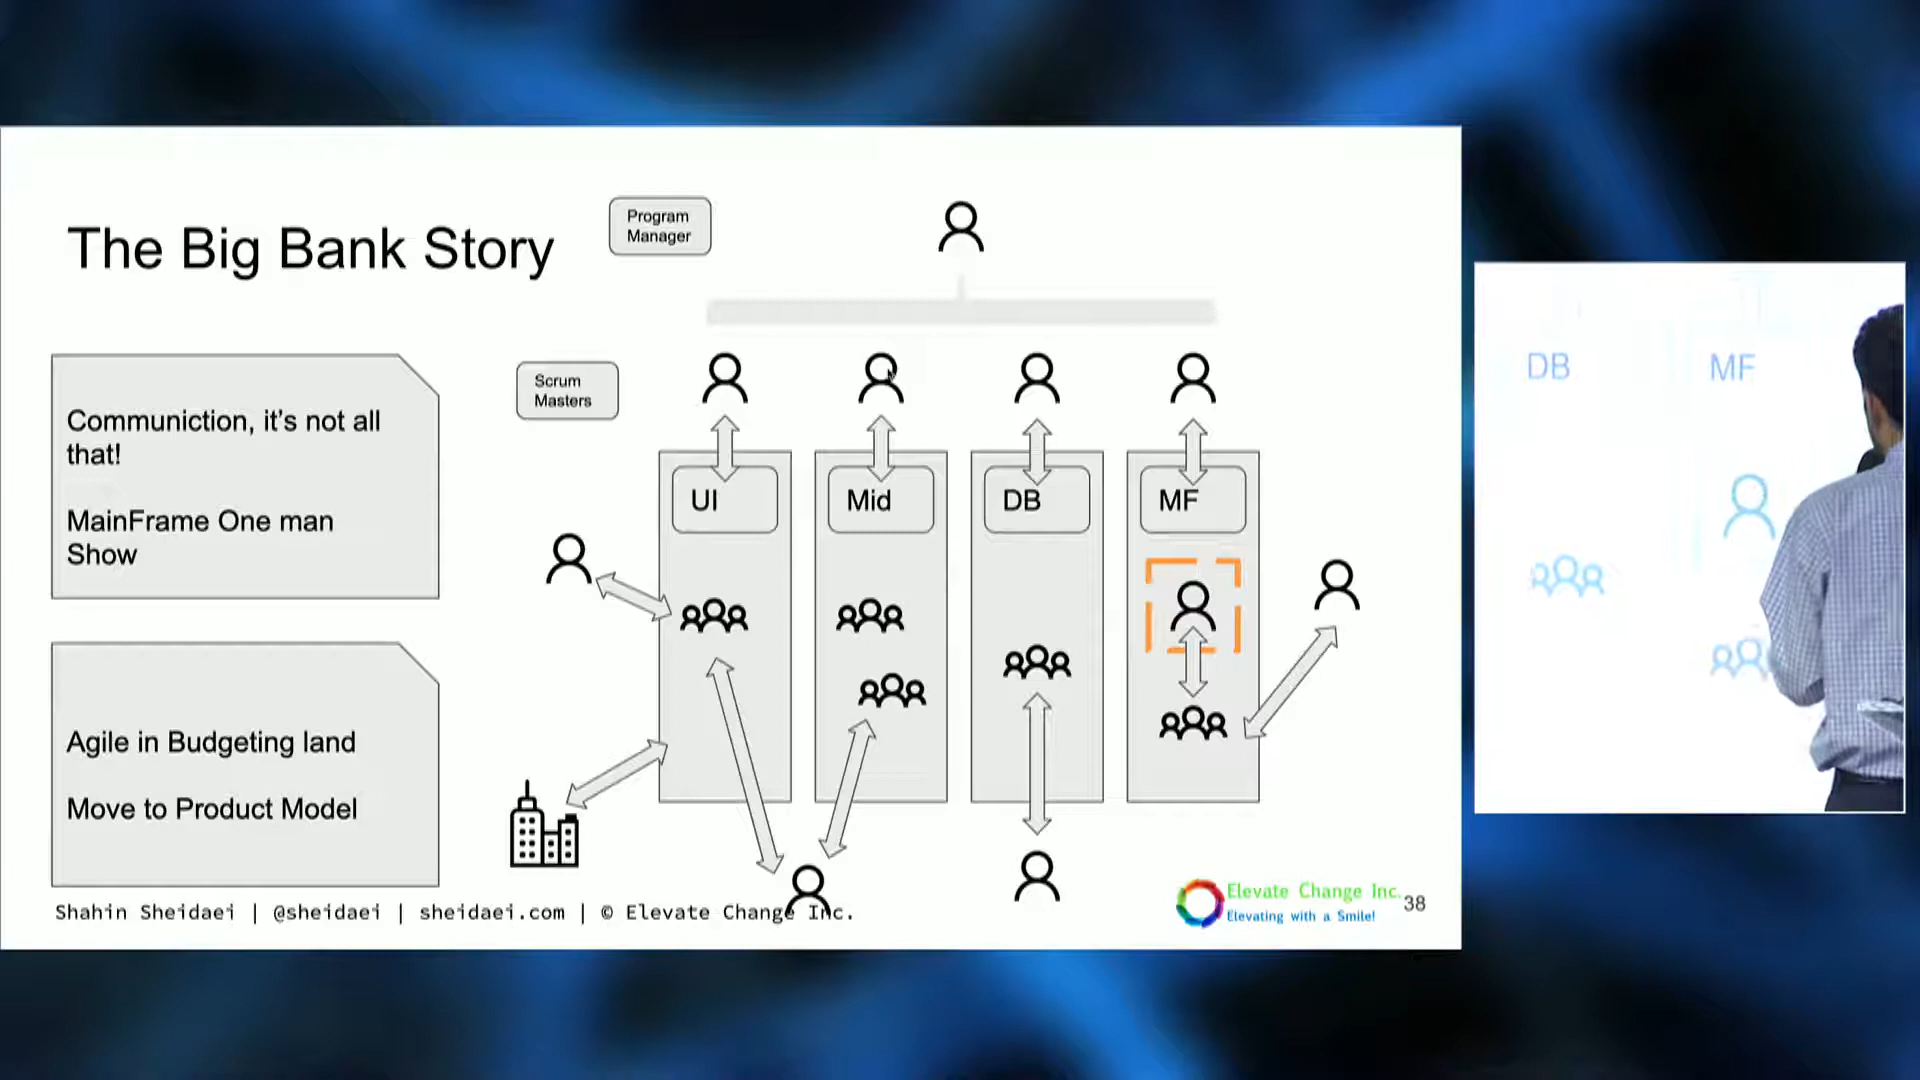 The Big Bank Story
Program
Manager
Scrum
Masters
Communiction, it's not all
that!
MainFrame One man
Show
Agile in Budgeting land
Move to Product Model
UI
Mid
DB
MF
Shahin Sheidaei | @sheidaei | sheidaei.com | © Elevate Change Inc.
Elevate Change Inc.
Elevating with a Smile!
38
DB
MF